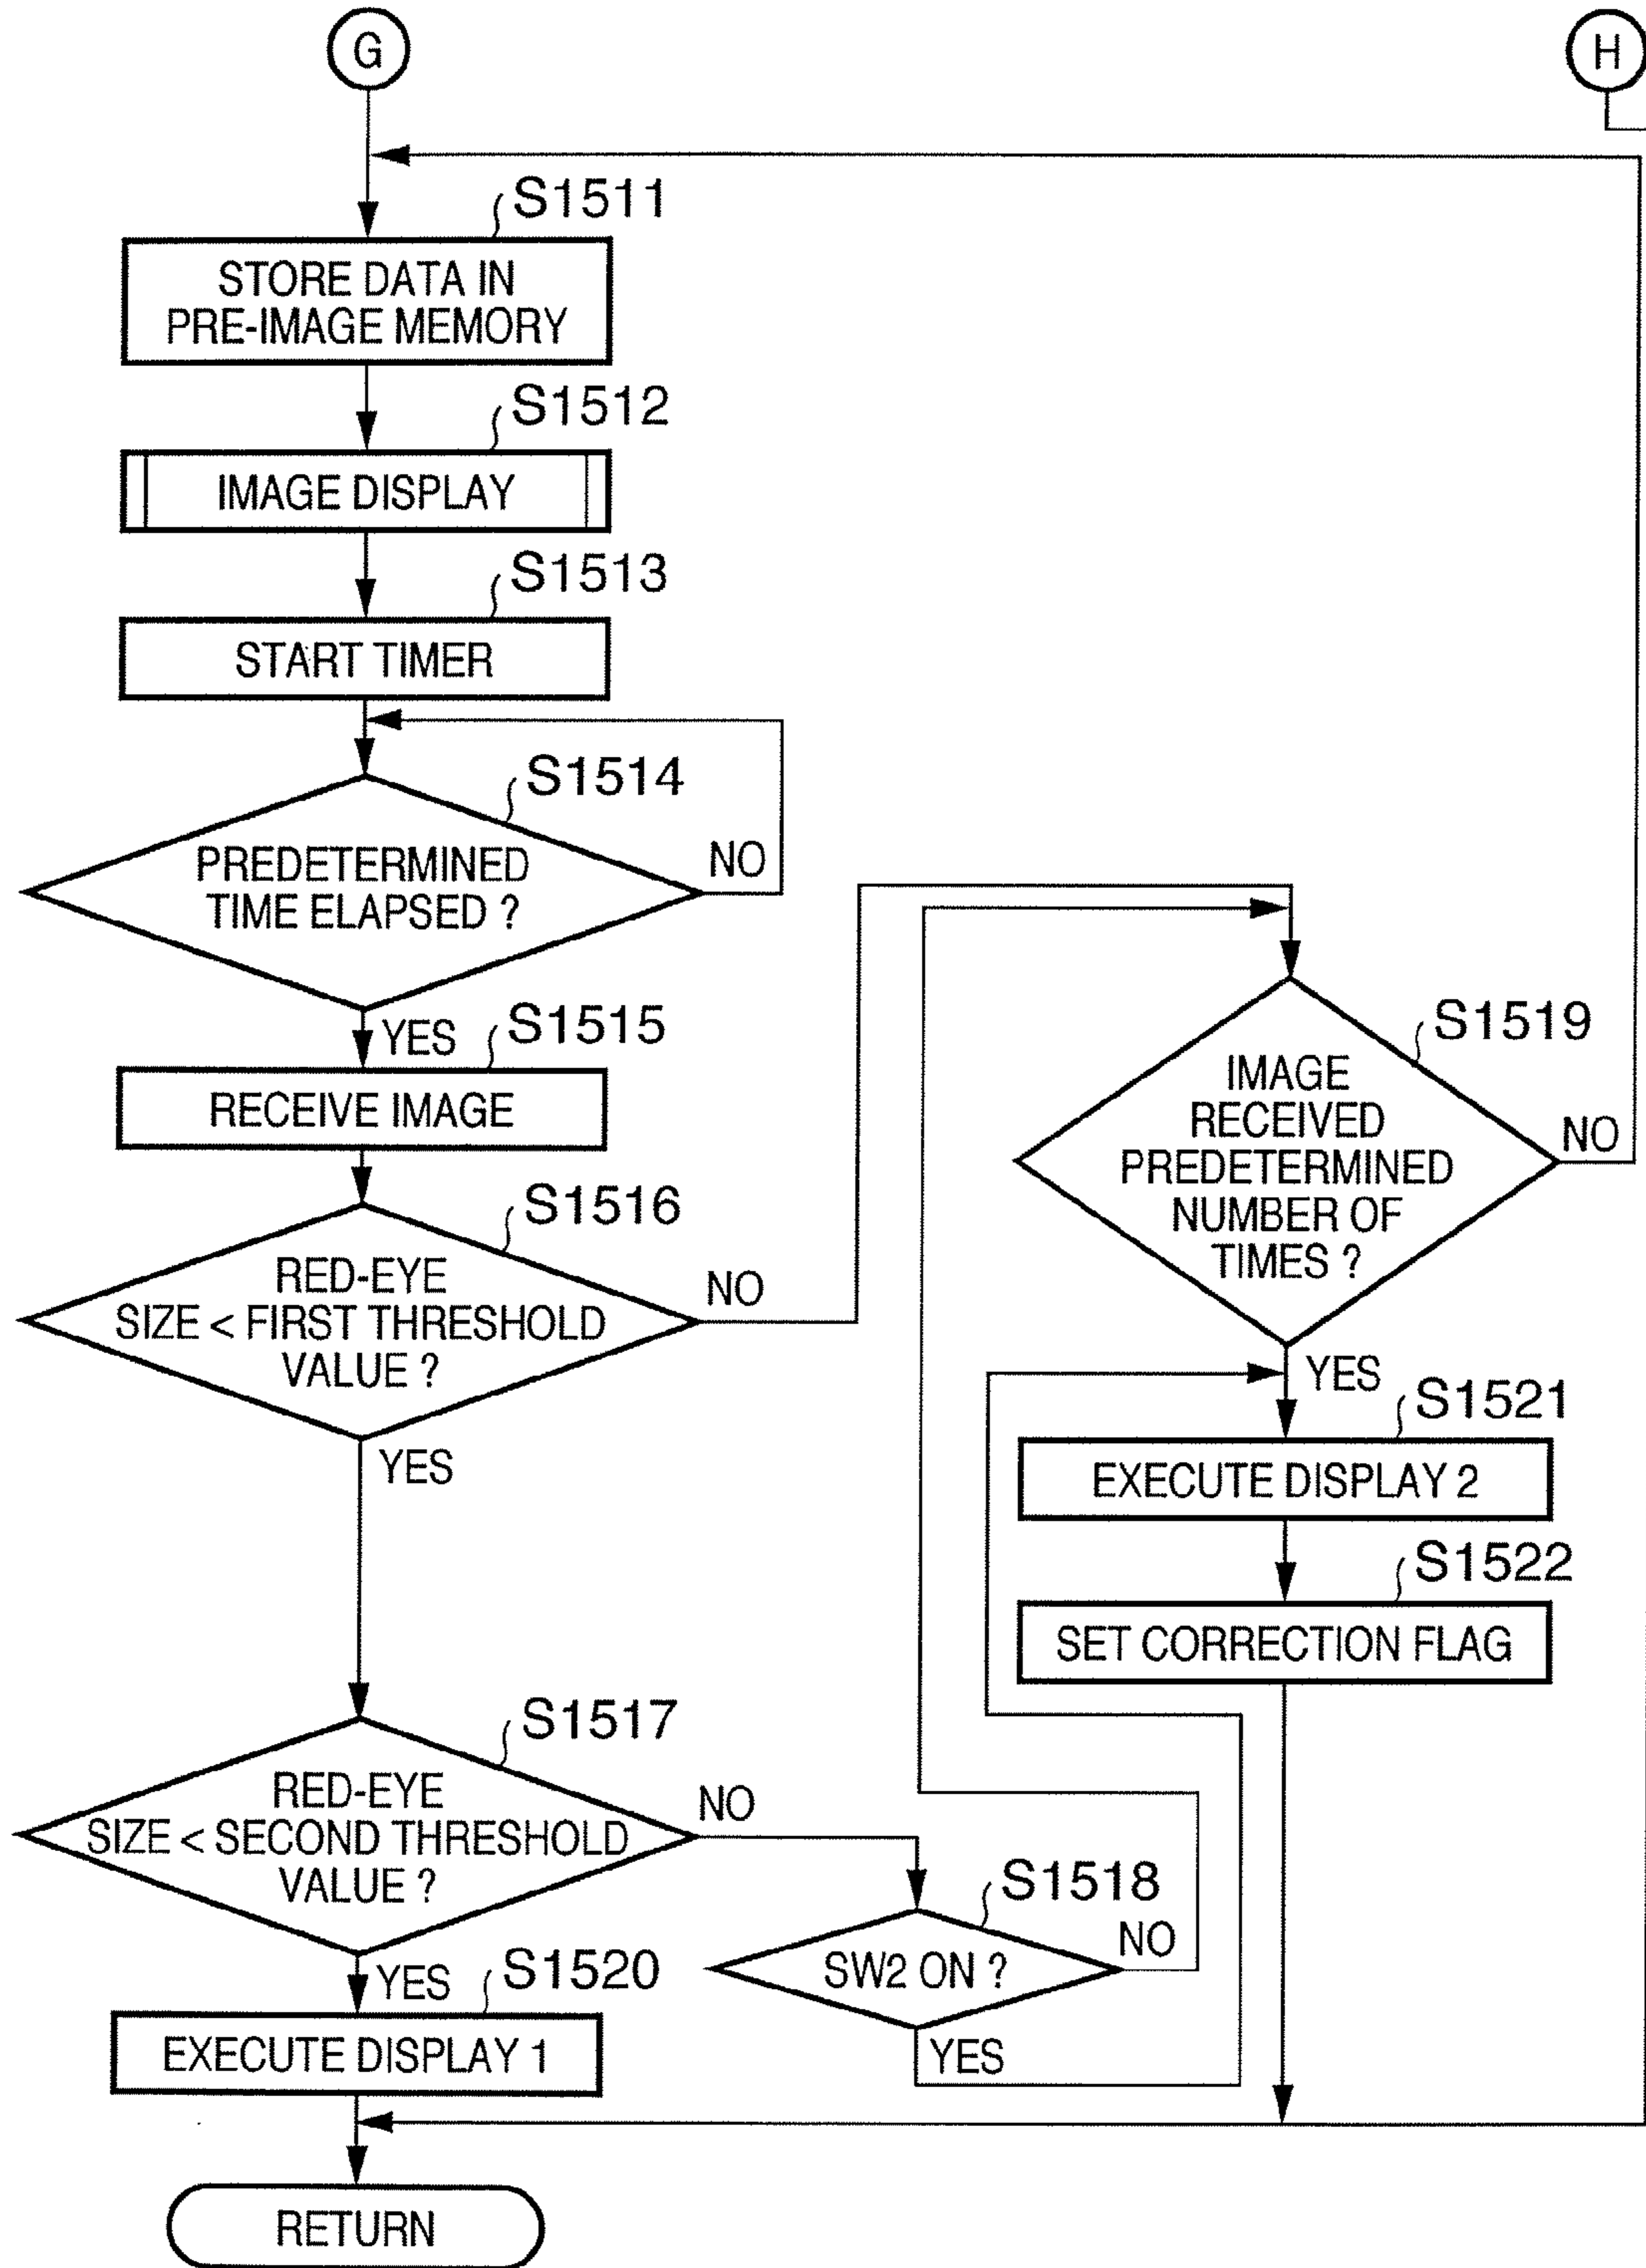 G
H
S1511
STORE DATA IN
PRE-IMAGE MEMORY
S1512
IMAGE DISPLAY
S1513
START TIMER
S1514
PREDETERMINED
TIME ELAPSED ?
NO
YES
S1515
RECEIVE IMAGE
S1516
RED-EYE
SIZE < FIRST THRESHOLD
VALUE ?
NO
YES
S1517
RED-EYE
SIZE < SECOND THRESHOLD
VALUE ?
NO
YES
S1518
SW2 ON ?
NO
YES
S1519
IMAGE
RECEIVED
PREDETERMINED
NUMBER OF
TIMES ?
NO
YES
S1521
EXECUTE DISPLAY 2
S1522
SET CORRECTION FLAG
S1520
EXECUTE DISPLAY 1
RETURN